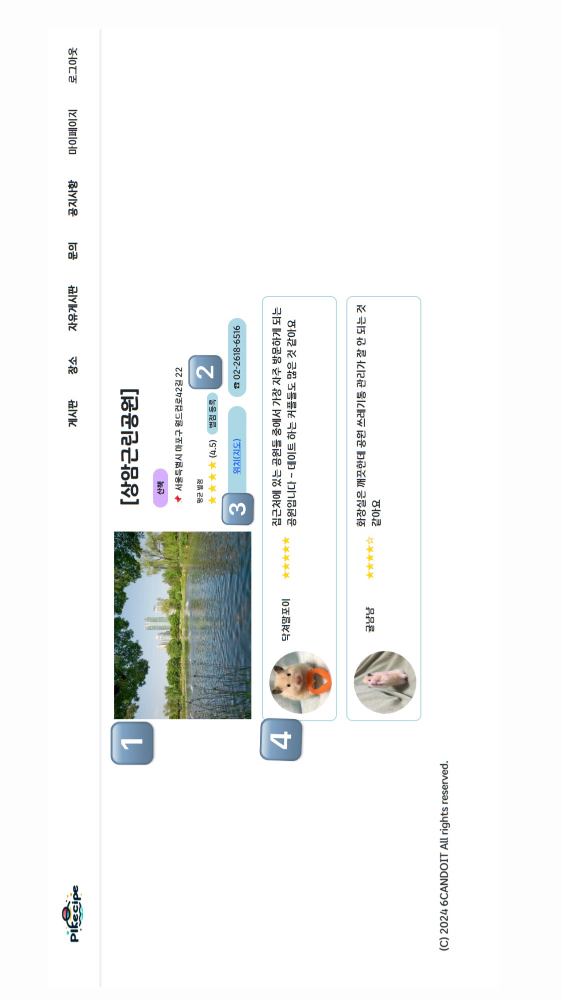 Pikecipe
게시판 장소 자유게시판 문의 공지사항 마이페이지 로그아웃
1
[상암근린공원]
산책
서울특별시 마포구 월드컵로42길 22
평균 별점
(4.5) 별점 등록
2
3
위치(지도)
☎ 02-2618-6516
4
닥쳐말포이
★★★★★
집근처에 있는 공원들 중에서 가장 자주 방문하게 되는
공원입니다 ~ 데이트 하는 커플들도 많은 것 같아요
귤냠냠
★★★★☆
화장실은 깨끗한데 공원 쓰레기통 관리가 잘 안 되는 것
같아요
(C) 2024 6CANDOIT All rights reserved.